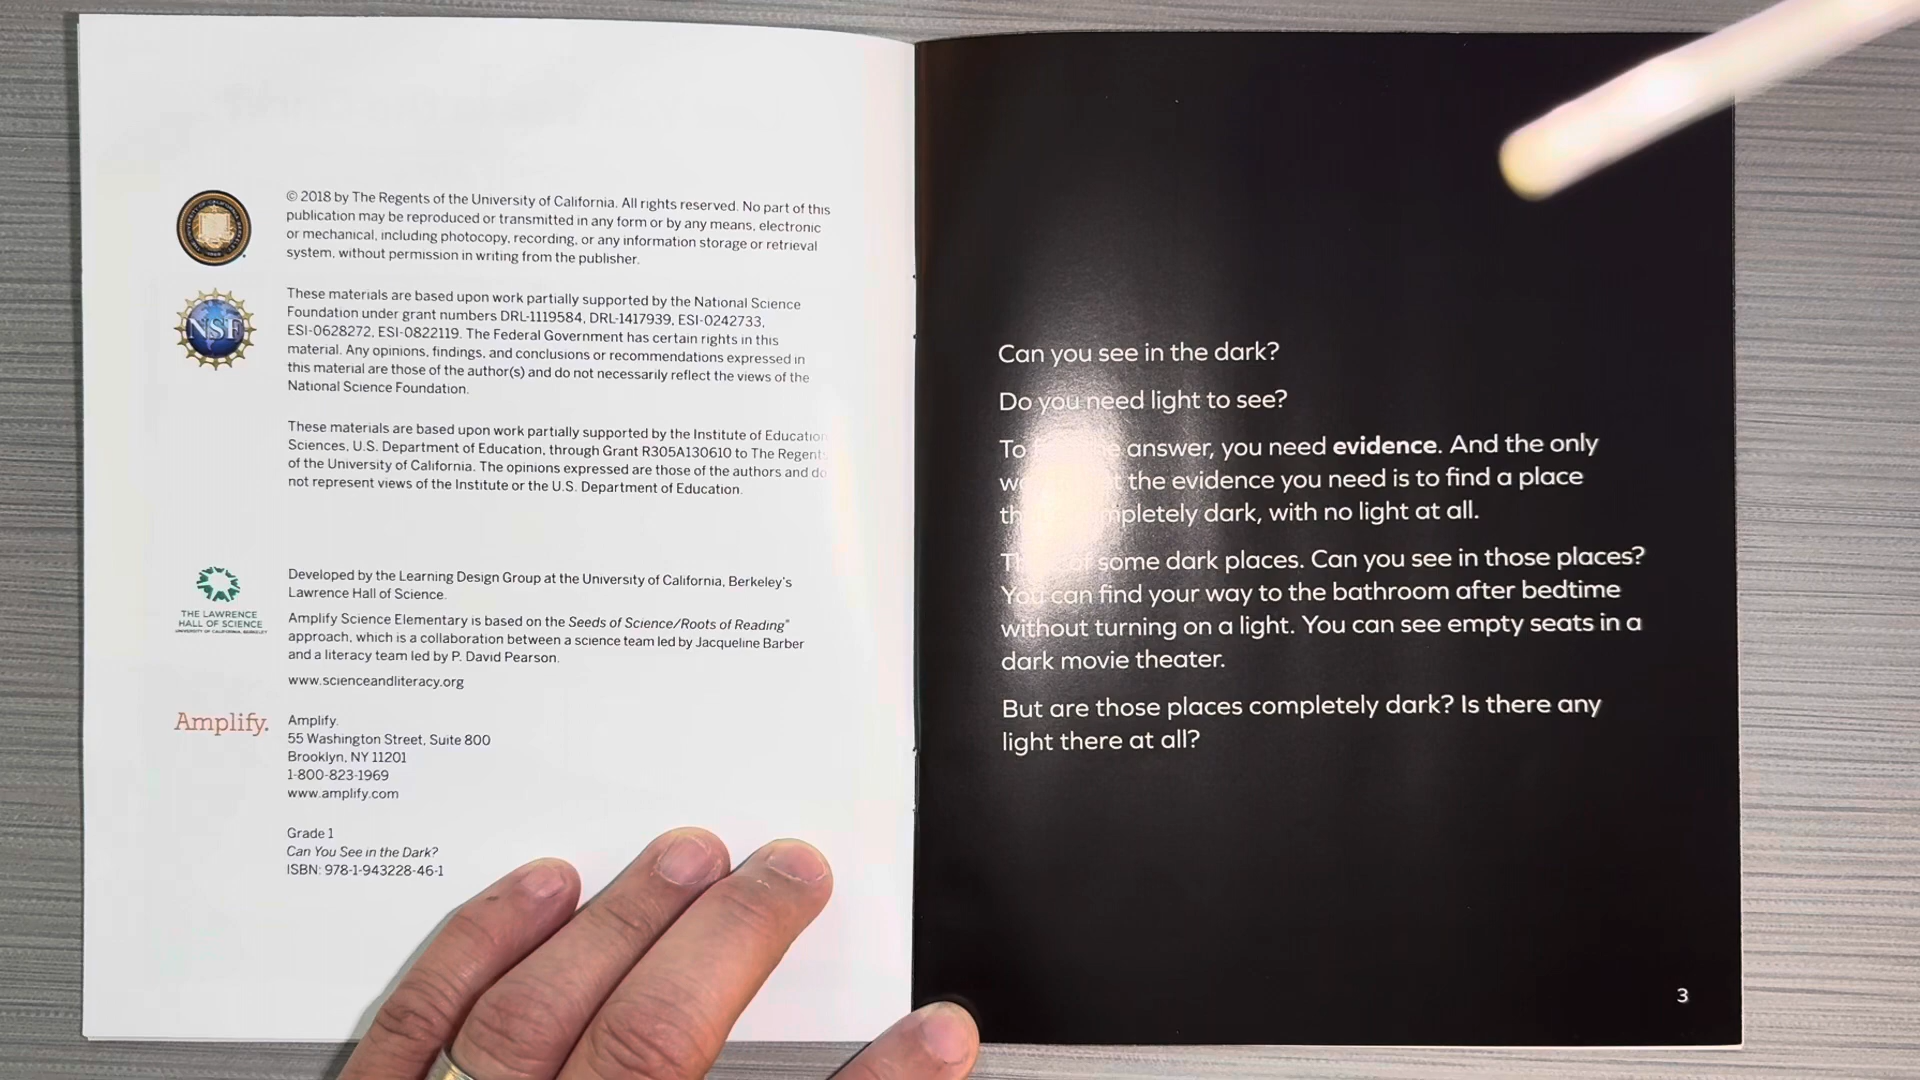 © 2018 by The Regents of the University of California. All rights reserved. No part of this
publication may be reproduced or transmitted in any form or by any means, electronic
or mechanical, including photocopy, recording, or any information storage or retrieval
system, without permission in writing from the publisher.
NSF
These materials are based upon work partially supported by the National Science
Foundation under grant numbers DRL-1119584, DRL-1417939, ESI-0242733,
ESI-0628272, ESI-0822119. The Federal Government has certain rights in this
material. Any opinions, findings, and conclusions or recommendations expressed in
this material are those of the author(s) and do not necessarily reflect the views of the
National Science Foundation.
These materials are based upon work partially supported by the Institute of Education
Sciences, U.S. Department of Education, through Grant R305A130610 to The Regents
of the University of California. The opinions expressed are those of the authors and do
not represent views of the Institute or the U.S. Department of Education.
THE LAWRENCE
HALL OF SCIENCE
UNIVERSITY OF CALIFORNIA, BERKELEY
Developed by the Learning Design Group at the University of California, Berkeley's
Lawrence Hall of Science.
Amplify Science Elementary is based on the Seeds of Science/Roots of Reading®
approach, which is a collaboration between a science team led by Jacqueline Barber
and a literacy team led by P. David Pearson.
www.scienceandliteracy.org
Amplify.
Amplify.
55 Washington Street, Suite 800
Brooklyn, NY 11201
1-800-823-1969
www.amplify.com
Grade 1
Can You See in the Dark?
ISBN: 978-1-943228-46-1
Can you see in the dark?
Do you need light to see?
To answer, you need evidence. And the only
the evidence you need is to find a place
completely dark, with no light at all.
some dark places. Can you see in those places?
You can find your way to the bathroom after bedtime
without turning on a light. You can see empty seats in a
dark movie theater.
But are those places completely dark? Is there any
light there at all?
3